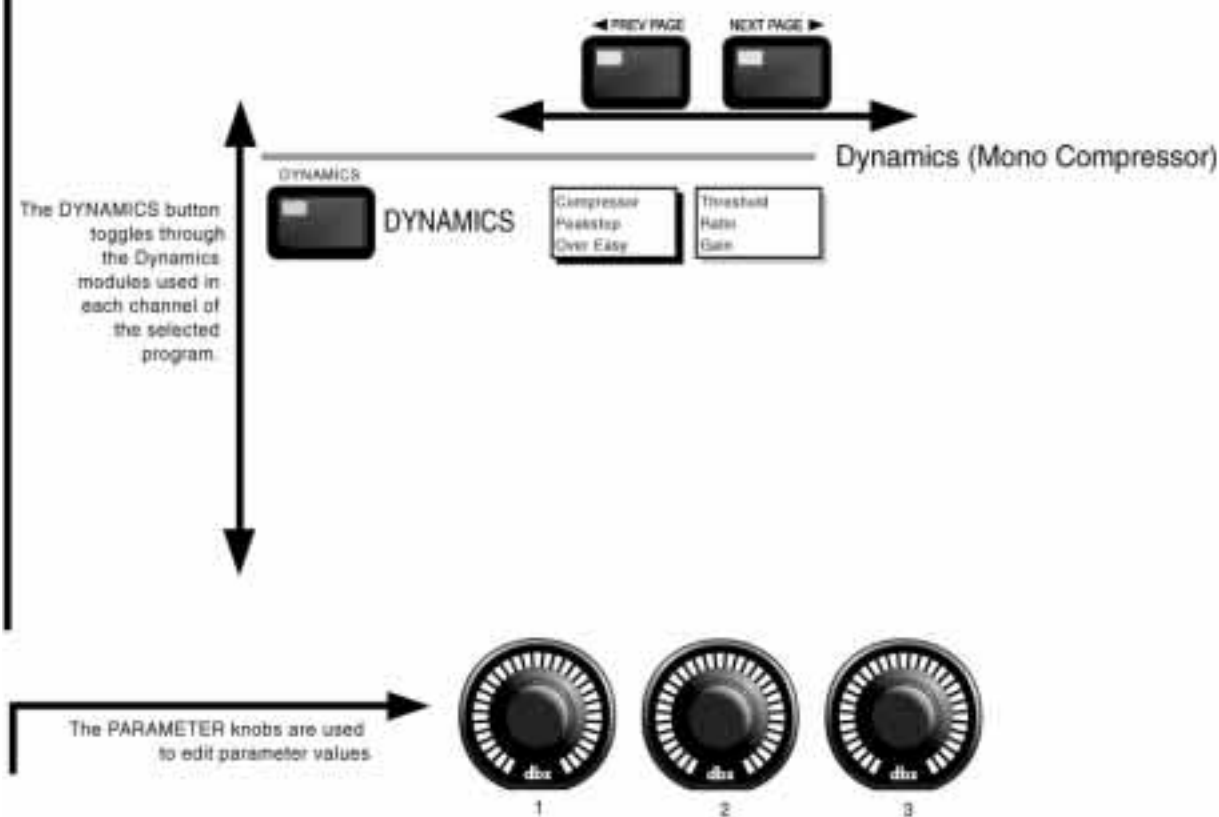 ◄ PREV PAGE NEXT PAGE ►
Dynamics (Mono Compressor)
DYNAMICS
DYNAMICS
Compressor
Peakstop
Over Easy
Threshold
Ratio
Gain
The DYNAMICS button
toggles through
the Dynamics
modules used in
each channel of
the selected
program.
The PARAMETER knobs are used
to edit parameter values
dbx dbx dbx
1 2 3